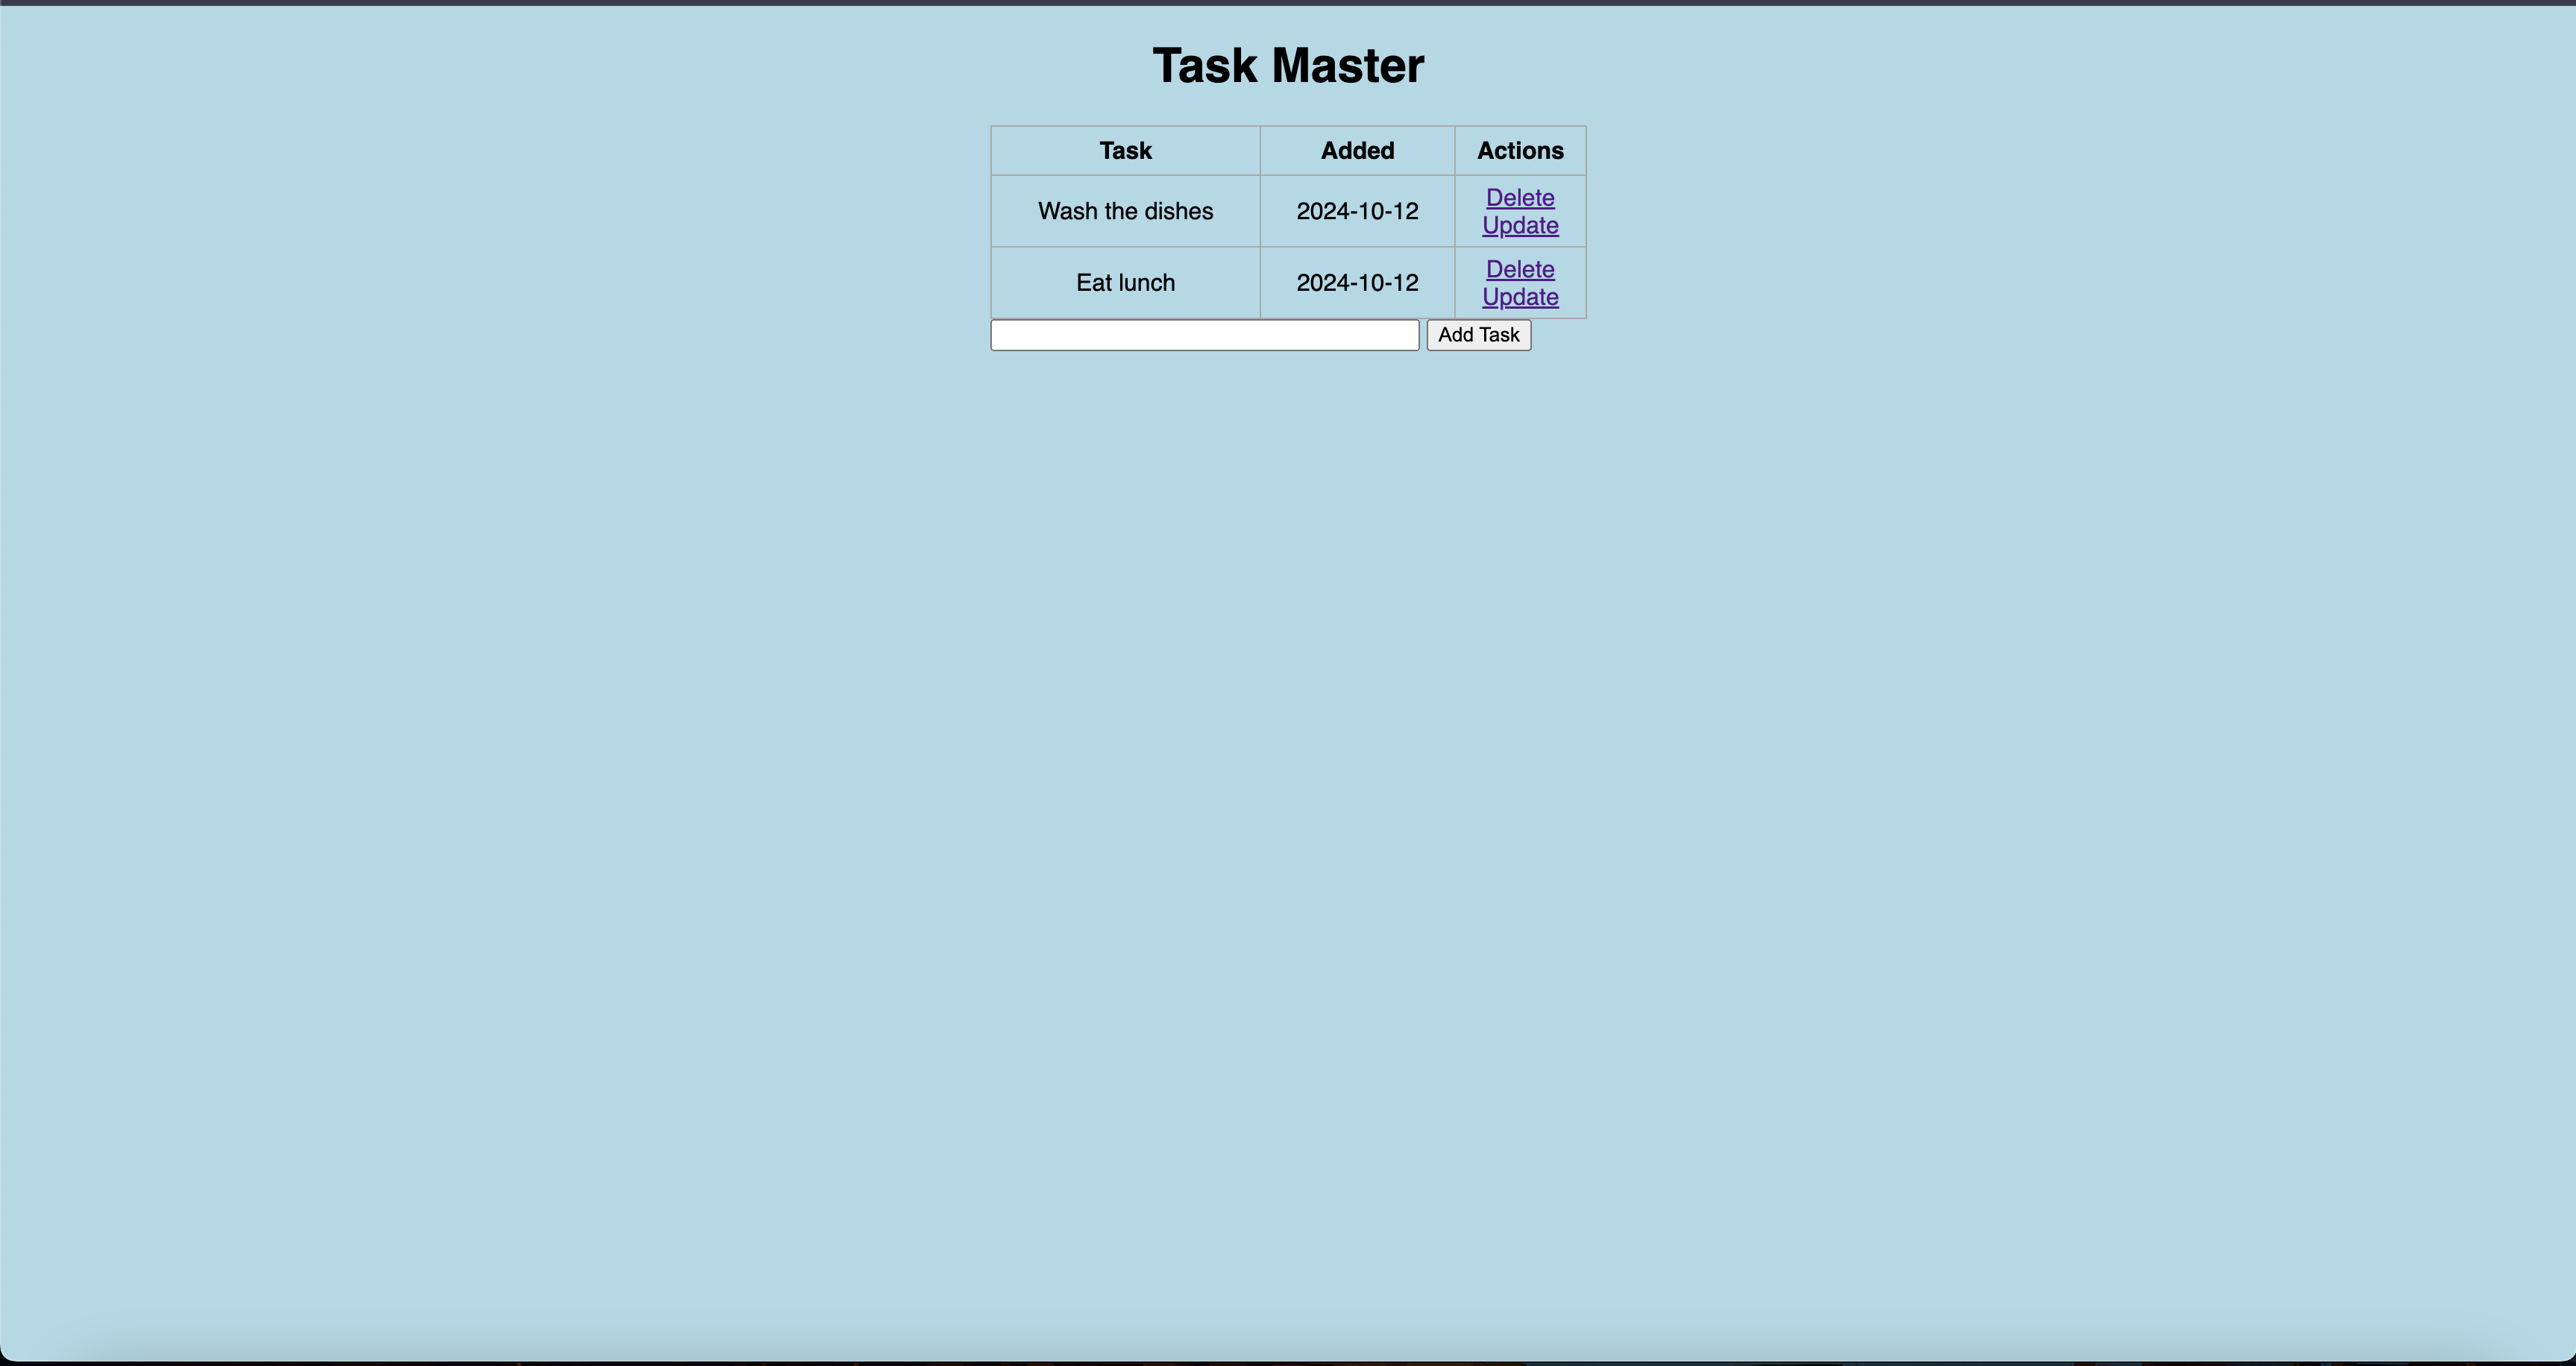 Task Master
Task Added Actions
Wash the dishes 2024-10-12 Delete
Update
Eat lunch 2024-10-12 Delete
Update
Add Task